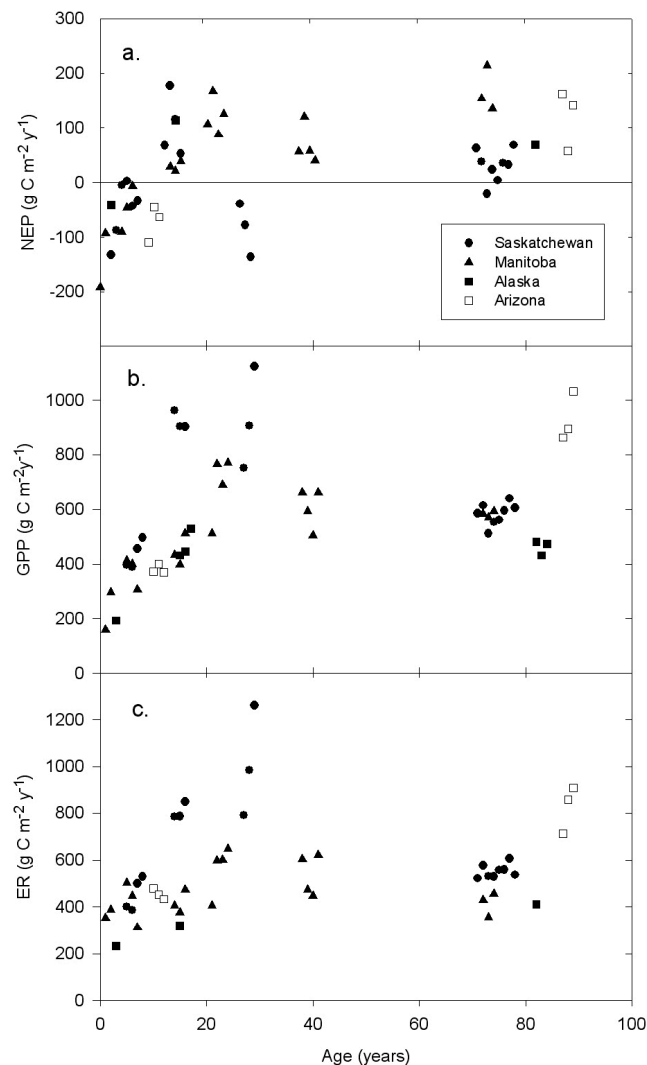 300
a.
200
100
0
-100
-200
NEP (g C m-2 y-1)
Saskatchewan
Manitoba
Alaska
Arizona
b.
1000
800
600
400
200
0
GPP (g C m-2y-1)
c.
1200
1000
800
600
400
200
0
ER (g C m-2 y-1)
0 20 40 60 80 100
Age (years)